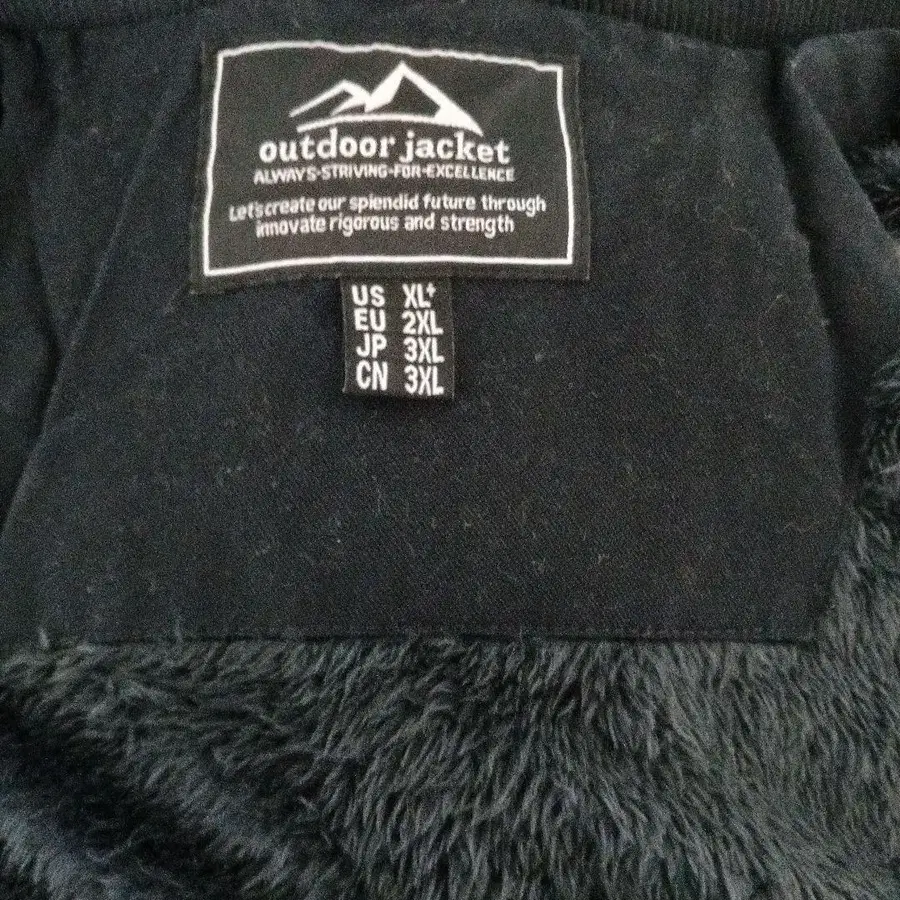 outdoor jacket
ALWAYS-STRIVING-FOR-EXCELLENCE
Let's create our splendid future through
innovate rigorous and strength
US XL+
EU 2XL
JP 3XL
CN 3XL